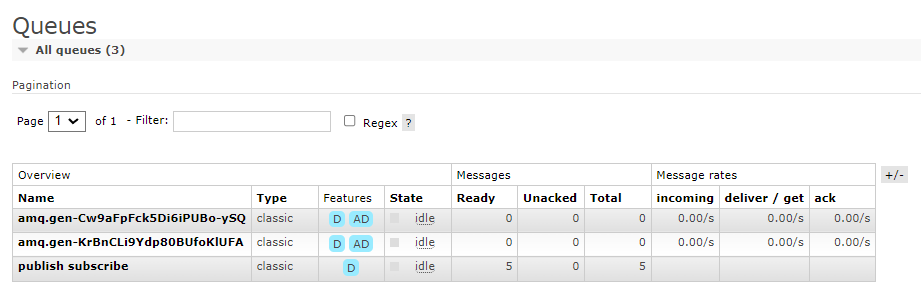 Queues
All queues (3)
Pagination
Page 1 of 1 - Filter: Regex ?
Overview Messages Message rates +/-
Name Type Features State Ready Unacked Total incoming deliver / get ack
amq.gen-Cw9aFpFck5Di6iPUBo-ySQ classic D AD idle 0 0 0 0.00/s 0.00/s 0.00/s
amq.gen-KrBnCLi9Ydp80BUfoKlUFA classic D AD idle 0 0 0 0.00/s 0.00/s 0.00/s
publish subscribe classic D idle 5 0 5